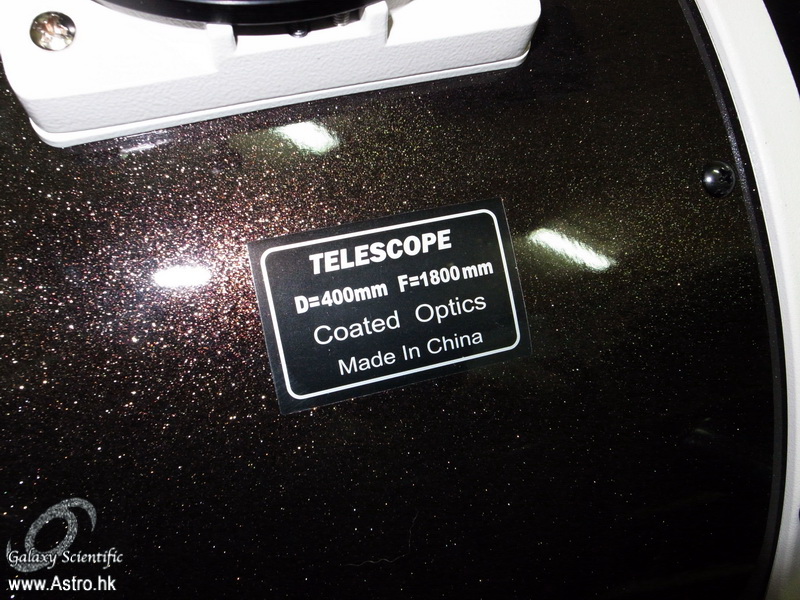 TELESCOPE
D=400mm F=1800mm
Coated Optics
Made In China
Galaxy Scientific
www.Astro.hk